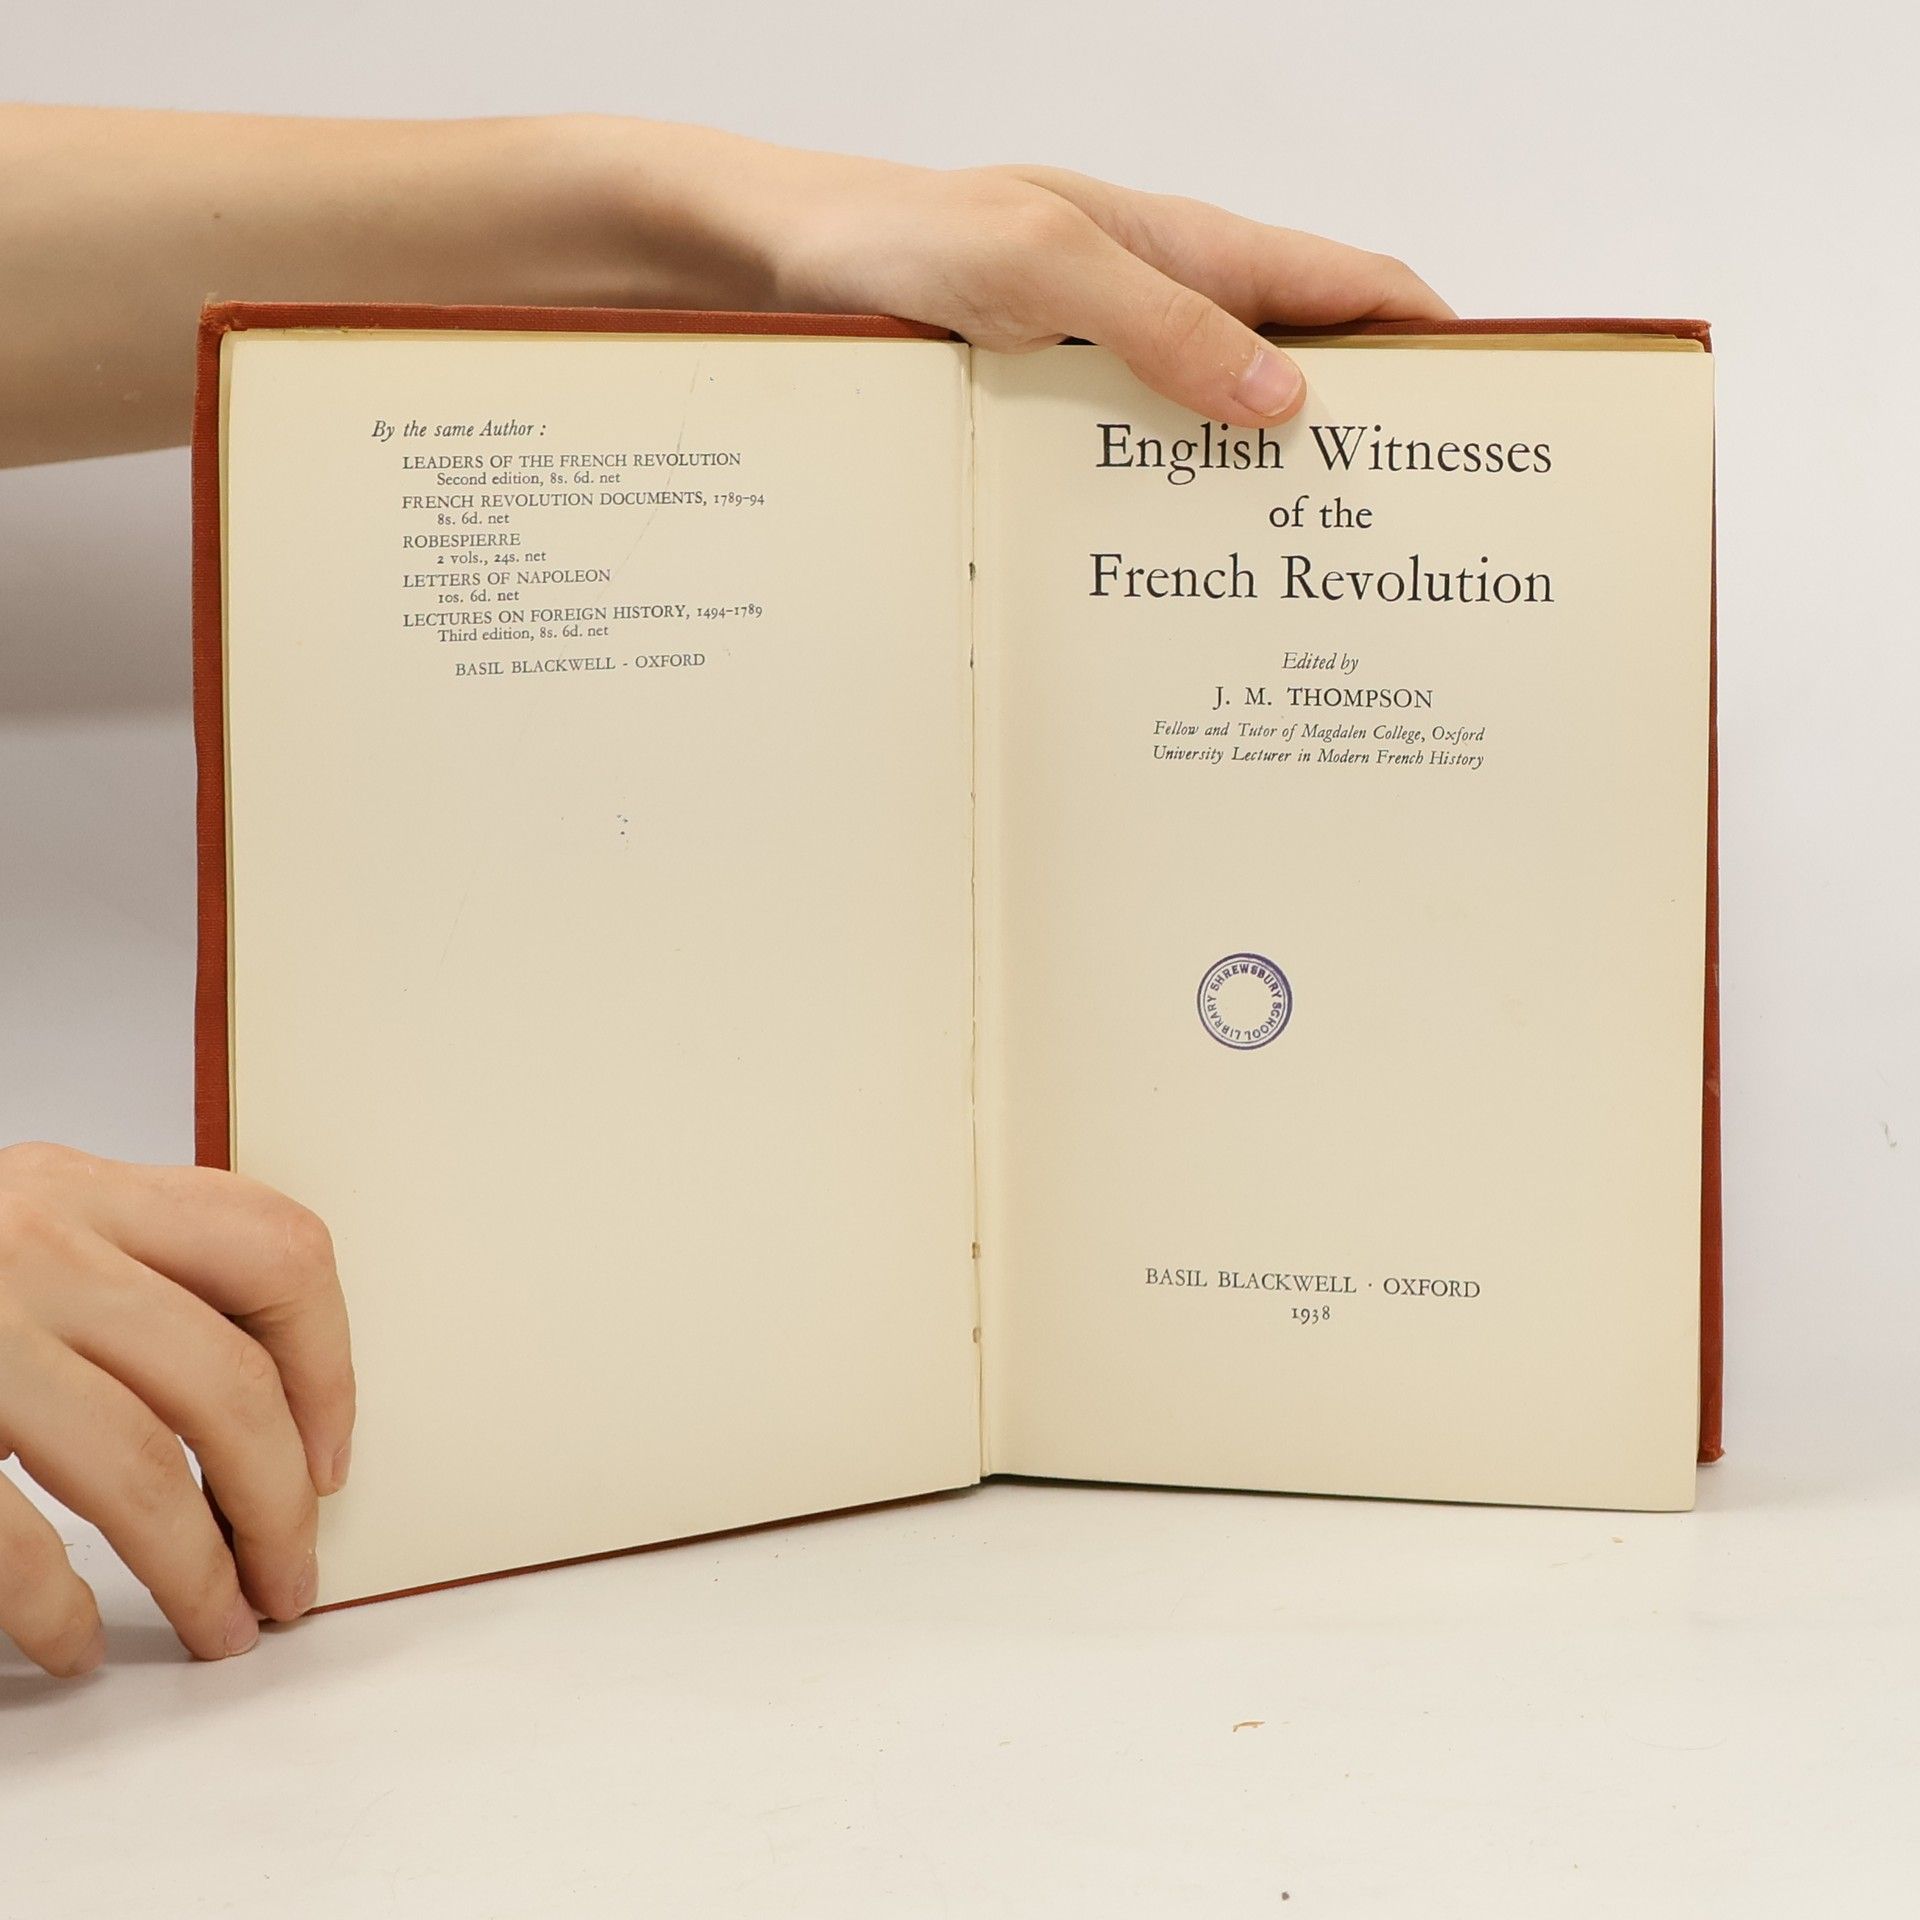 By the same Author :
LEADERS OF THE FRENCH REVOLUTION
Second edition, 8s. 6d. net
FRENCH REVOLUTION DOCUMENTS, 1789–94
8s. 6d. net
ROBESPIERRE
2 vols., 24s. net
LETTERS OF NAPOLEON
10s. 6d. net
LECTURES ON FOREIGN HISTORY, 1494–1789
Third edition, 8s. 6d. net
BASIL BLACKWELL - OXFORD
English Witnesses
of the
French Revolution
Edited by
J. M. THOMPSON
Fellow and Tutor of Magdalen College, Oxford
University Lecturer in Modern French History
SHREWSBURY SCHOOL LIBRARY
BASIL BLACKWELL · OXFORD
1938